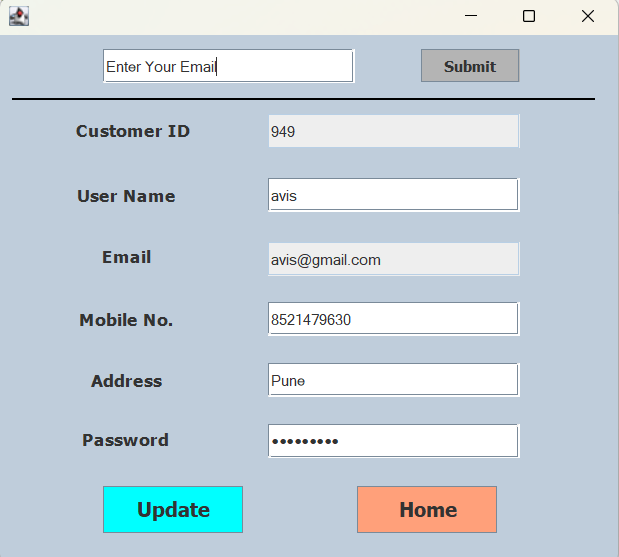 Enter Your Email
Submit
Customer ID
949
User Name
avis
Email
avis@gmail.com
Mobile No.
8521479630
Address
Pune
Password
•••••••••
Update
Home